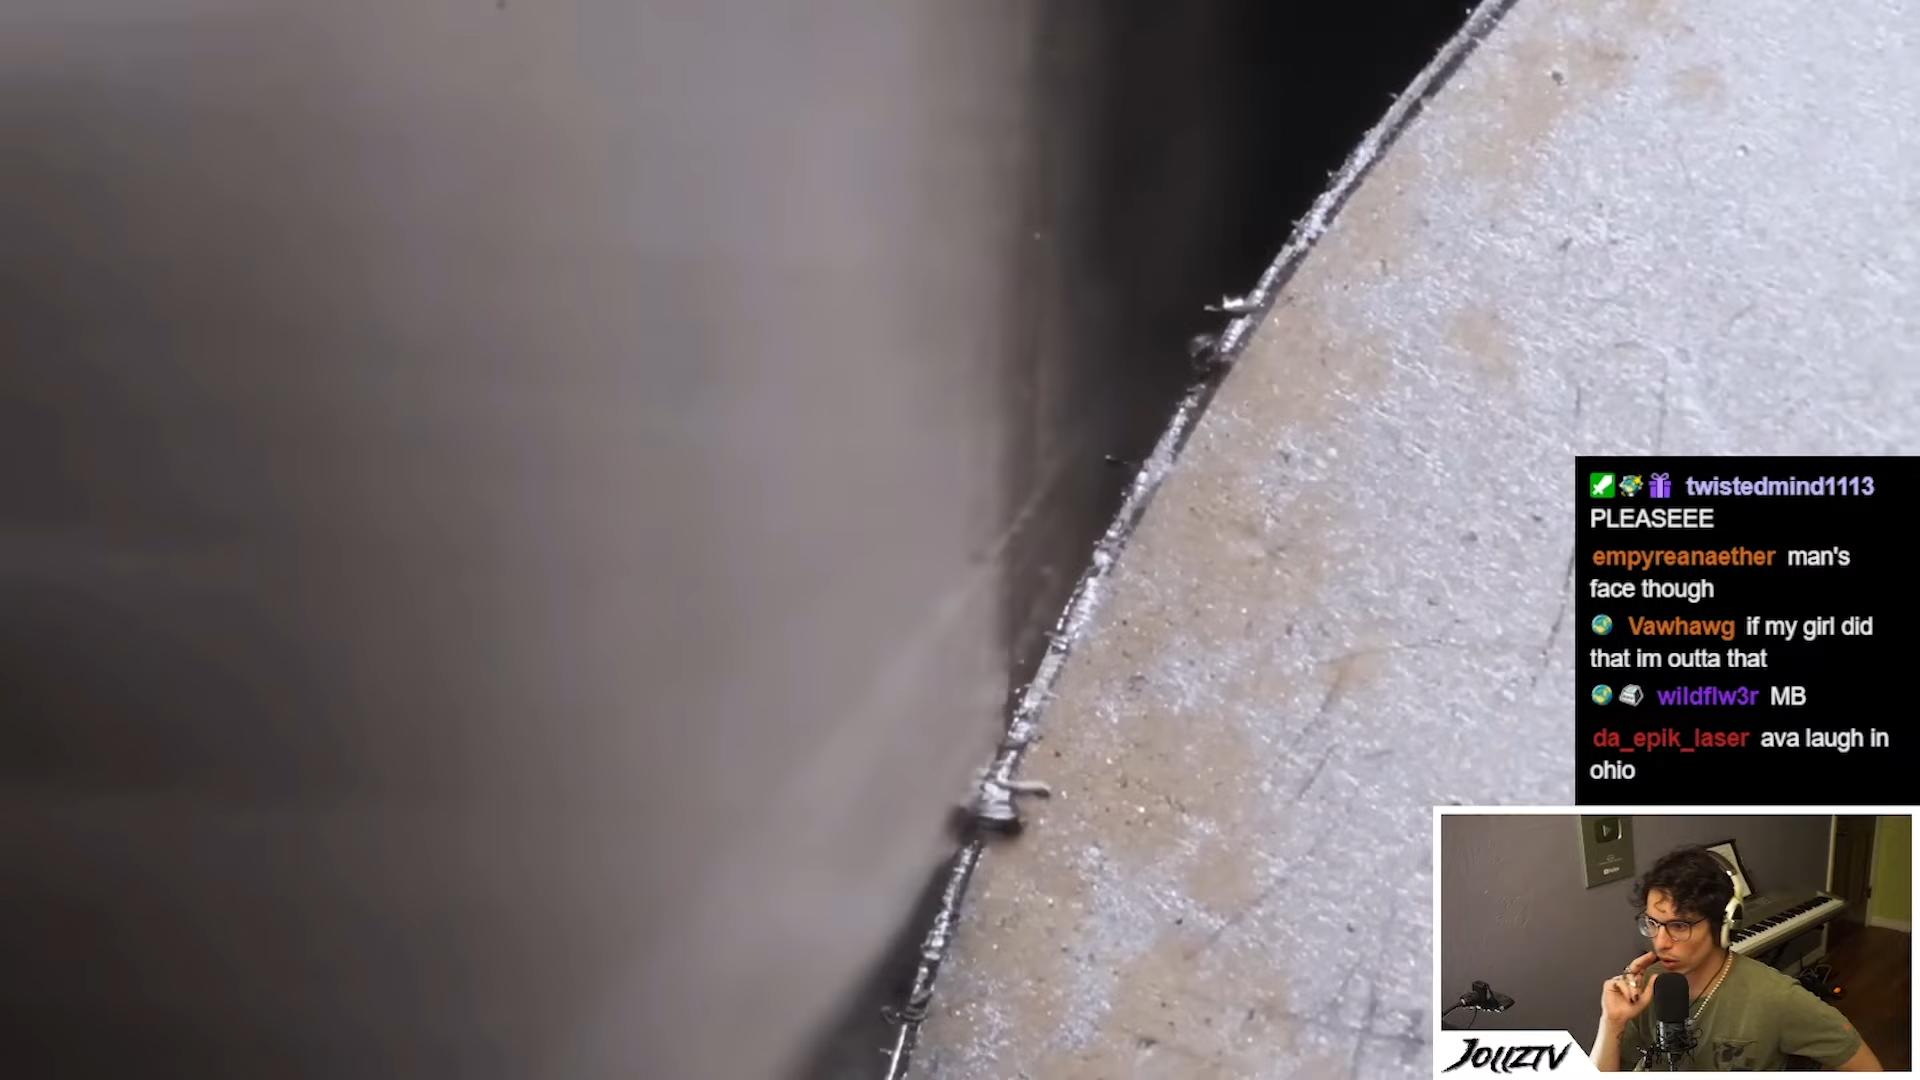 twistedmind1113
PLEASEEE
empyreanaether man's
face though
Vawhawg if my girl did
that im outta that
wildflw3r MB
da_epik_laser ava laugh in
ohio
JOLLZTV